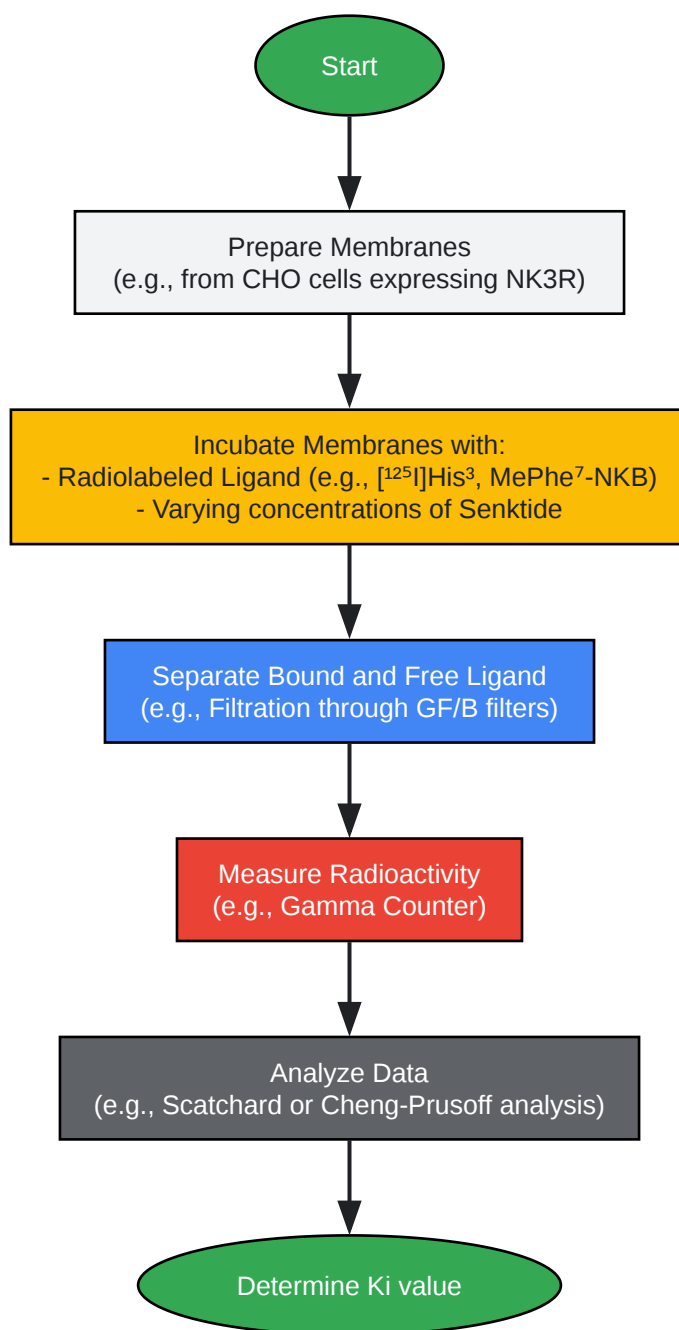 Start
Prepare Membranes
(e.g., from CHO cells expressing NK3R)
Incubate Membranes with:
- Radiolabeled Ligand (e.g., [¹²⁵I]His³, MePhe⁷-NKB)
- Varying concentrations of Senktide
Separate Bound and Free Ligand
(e.g., Filtration through GF/B filters)
Measure Radioactivity
(e.g., Gamma Counter)
Analyze Data
(e.g., Scatchard or Cheng-Prusoff analysis)
Determine Ki value